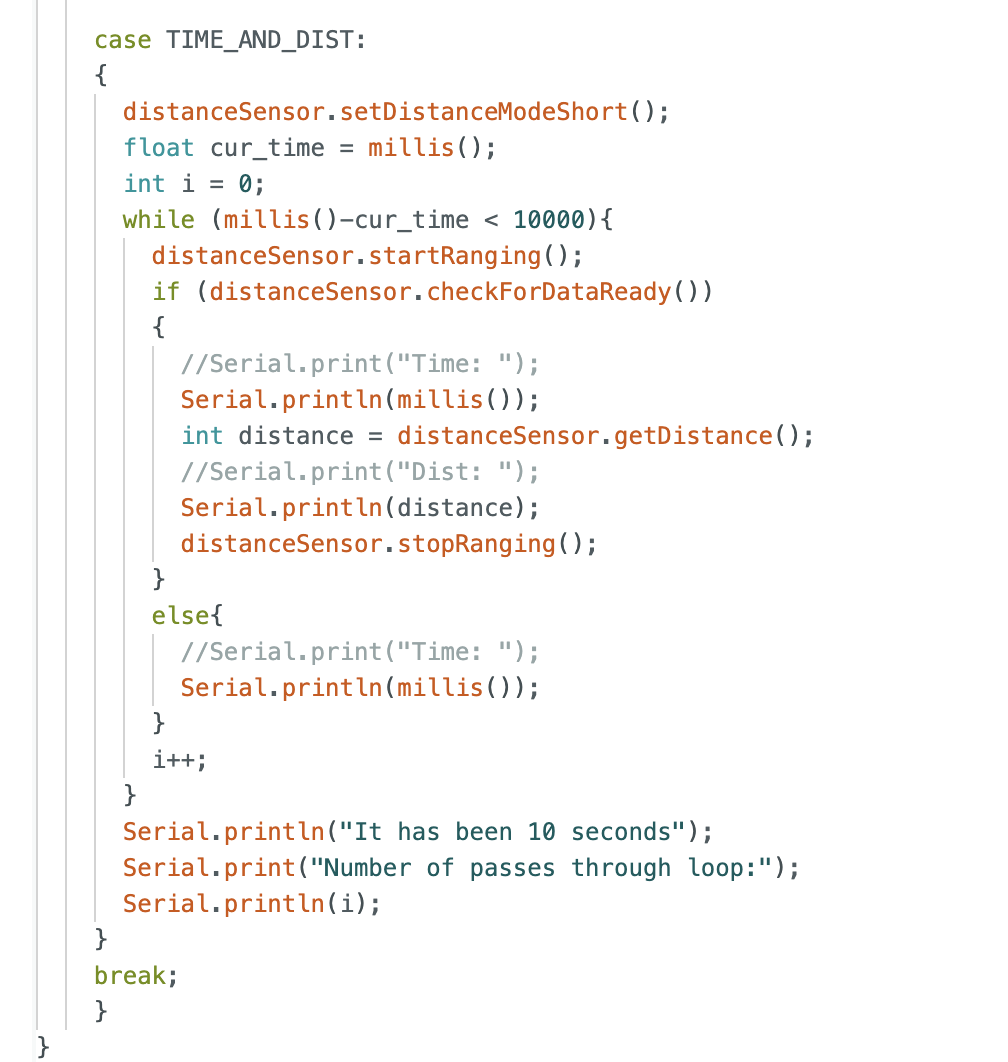 case TIME_AND_DIST:
{
distanceSensor.setDistanceModeShort();
float cur_time = millis();
int i = 0;
while (millis()-cur_time < 10000){
distanceSensor.startRanging();
if (distanceSensor.checkForDataReady())
{
//Serial.print("Time: ");
Serial.println(millis());
int distance = distanceSensor.getDistance();
//Serial.print("Dist: ");
Serial.println(distance);
distanceSensor.stopRanging();
}
else{
//Serial.print("Time: ");
Serial.println(millis());
}
i++;
}
Serial.println("It has been 10 seconds");
Serial.print("Number of passes through loop:");
Serial.println(i);
}
break;
}
}